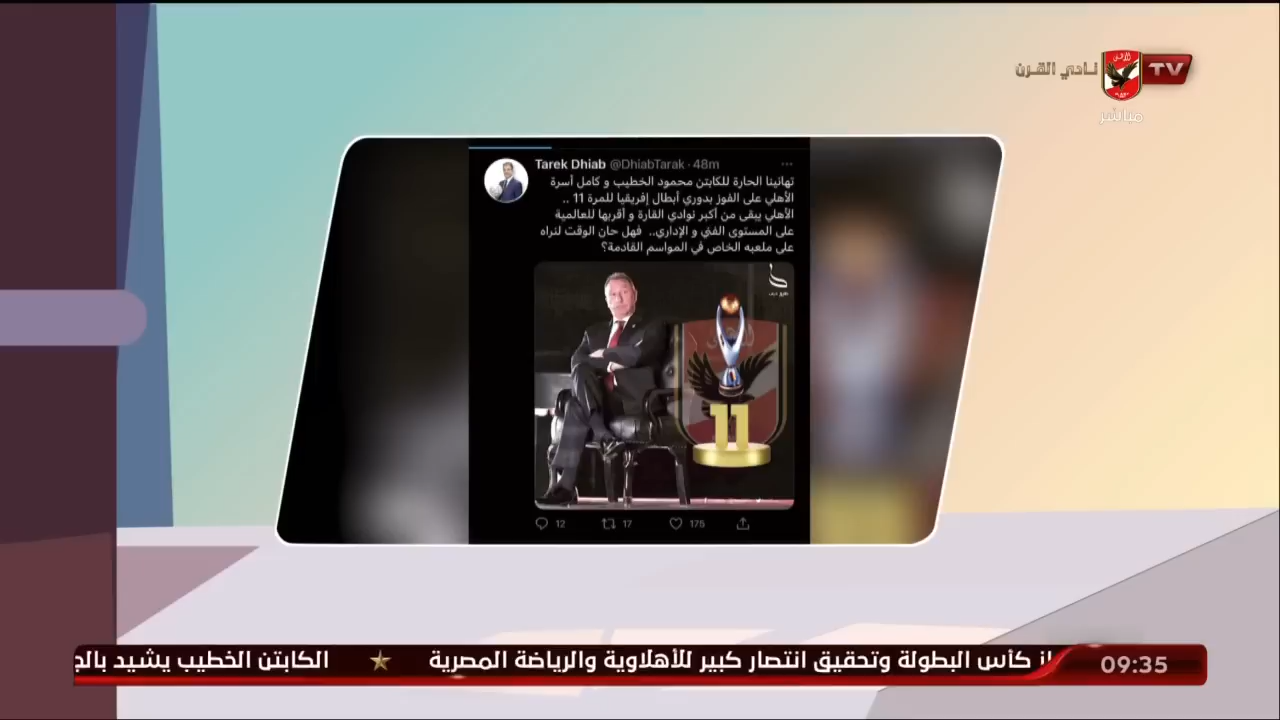 نادي القرن
TV
مباشر
Tarek Dhiab @DhiabTarak · 48m
تهانينا الحارة للكابتن محمود الخطيب و كامل أسرة
الأهلي على الفوز بدوري أبطال إفريقيا للمرة 11 ..
الأهلي يبقى من أكبر نوادي القارة و أقربها للعالمية
على المستوى الفني و الإداري.. فهل حان الوقت لنراه
على ملعبه الخاص في المواسم القادمة؟
11
12 17 175
كأس البطولة وتحقيق انتصار كبير للأهلاوية والرياضة المصرية
الكابتن الخطيب يشيد
09:35